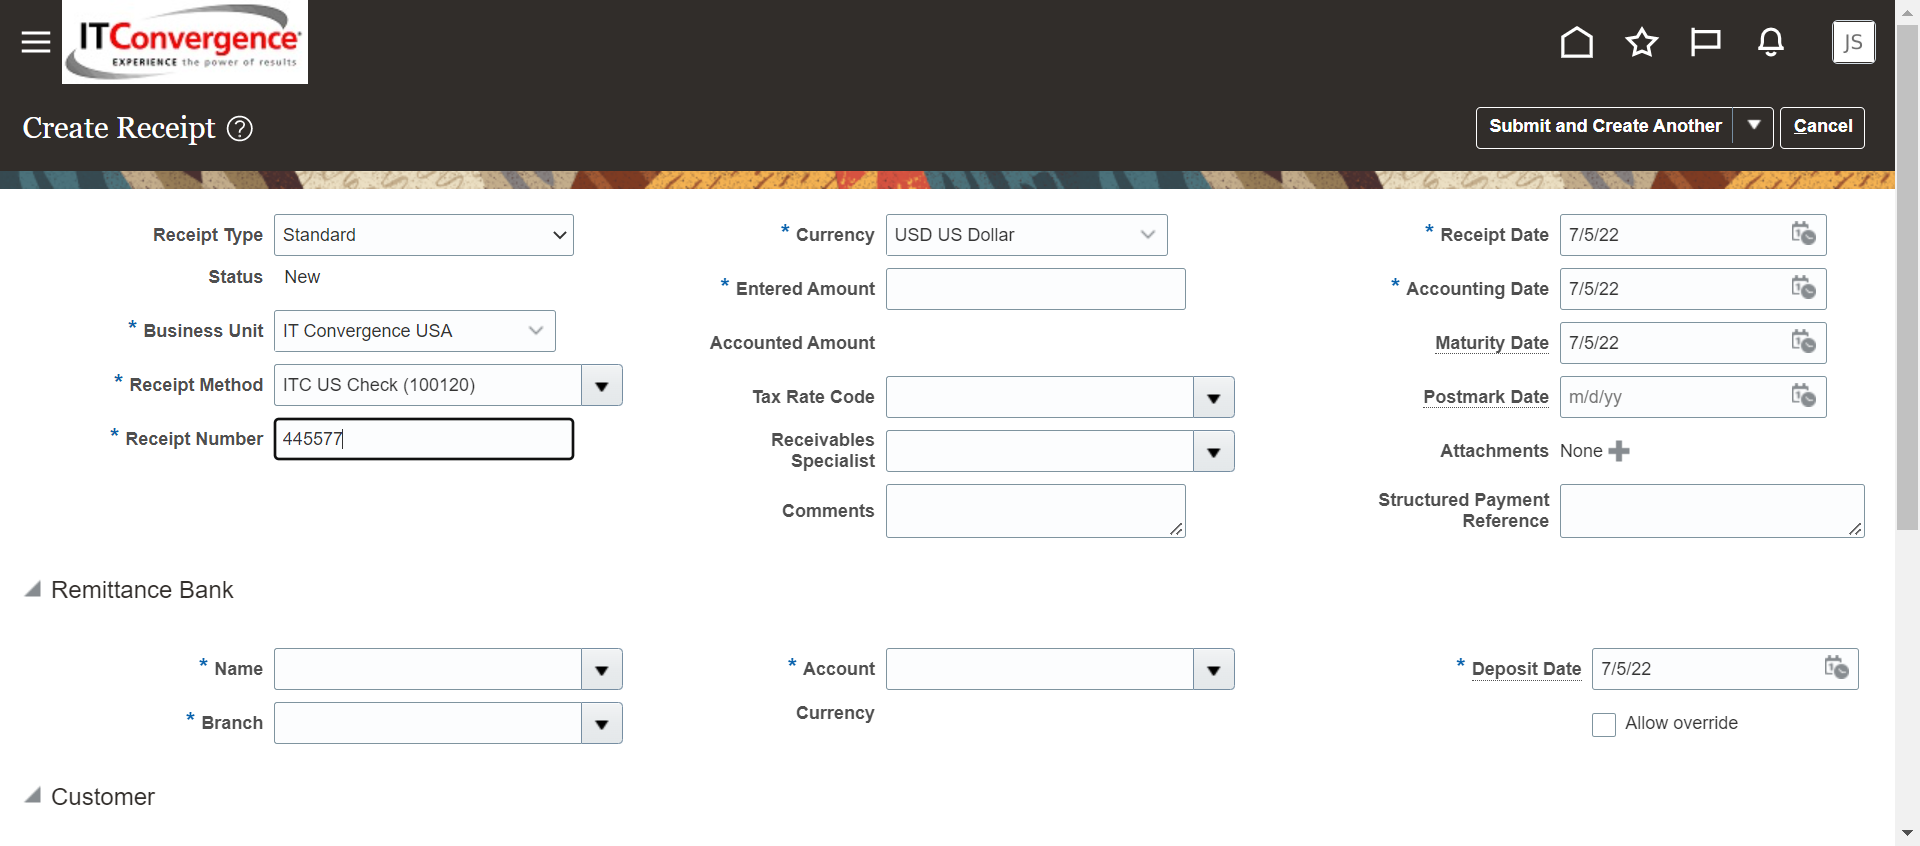 ITConvergence
EXPERIENCE the power of results
JS
Create Receipt ?
Submit and Create Another
Cancel
Receipt Type Standard
Status New
* Business Unit IT Convergence USA
* Receipt Method ITC US Check (100120)
* Receipt Number 445577
* Currency USD US Dollar
* Entered Amount
Accounted Amount
Tax Rate Code
Receivables
Specialist
Comments
* Receipt Date 7/5/22
* Accounting Date 7/5/22
Maturity Date 7/5/22
Postmark Date m/d/yy
Attachments None
Structured Payment
Reference
Remittance Bank
* Name
* Branch
* Account
Currency
* Deposit Date 7/5/22
Allow override
Customer